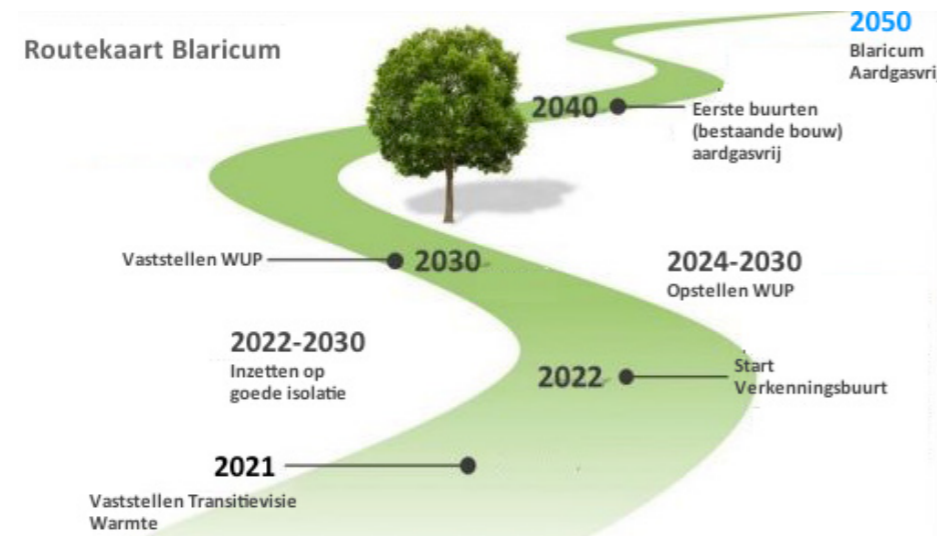 Routekaart Blaricum
2050
Blaricum
Aardgasvrij
2040
Eerste buurten
(bestaande bouw)
aardgasvrij
Vaststellen WUP
2030
2024-2030
Opstellen WUP
2022-2030
Inzetten op
goede isolatie
2022
Start
Verkenningsbuurt
2021
Vaststellen Transitievisie
Warmte